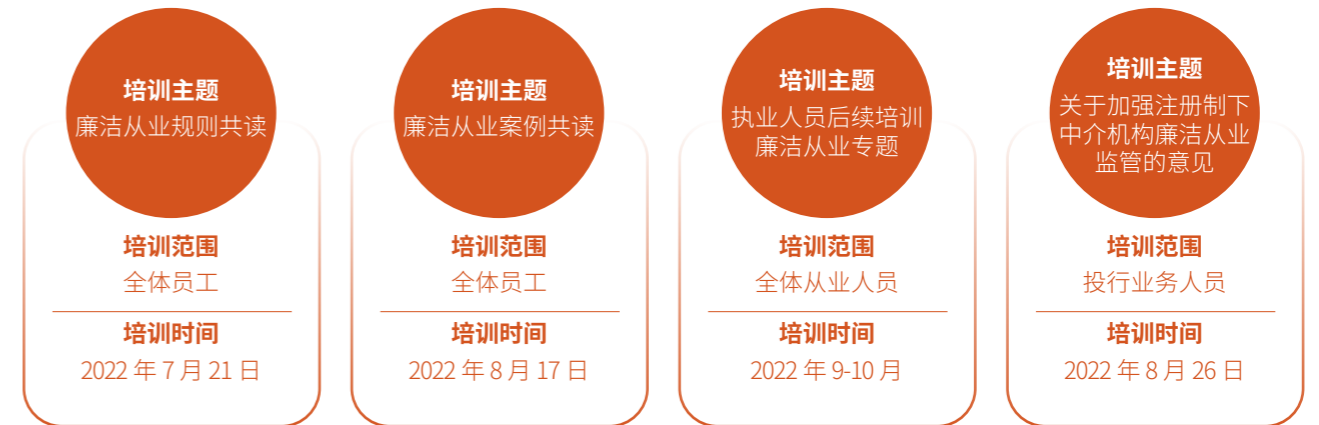 培训主题
廉洁从业规则共读
培训范围
全体员工
培训时间
2022 年 7 月 21 日
培训主题
廉洁从业案例共读
培训范围
全体员工
培训时间
2022 年 8 月 17 日
培训主题
执业人员后续培训
廉洁从业专题
培训范围
全体从业人员
培训时间
2022 年 9-10 月
培训主题
关于加强注册制下
中介机构廉洁从业
监管的意见
培训范围
投行业务人员
培训时间
2022 年 8 月 26 日